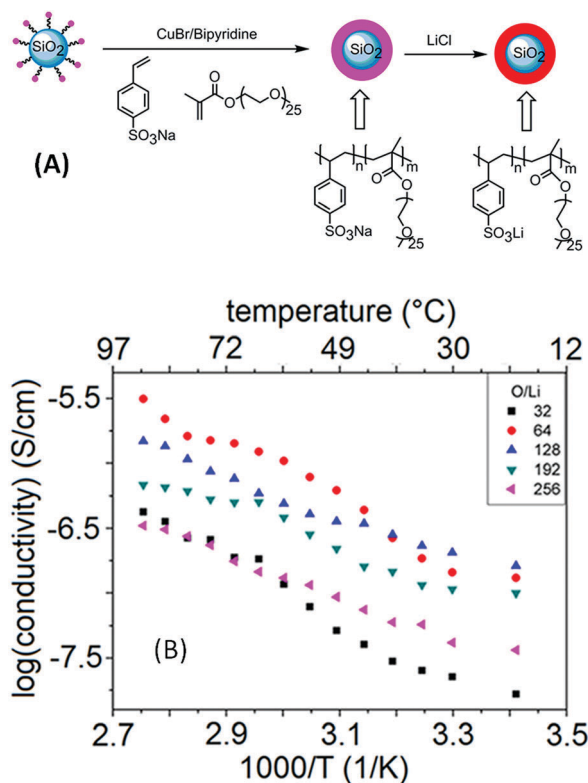 CuBr/Bipyridine
LiCl
SiO2
SiO2
SiO2
SO3Na
O
O
O
25
(A)
n
m
O
O
O
25
SO3Na
n
m
O
O
O
25
SO3Li
temperature (°C)
97 72 49 30 12
log(conductivity) (S/cm)
-5.5
-6.5
-7.5
O/Li
32
64
128
192
256
(B)
2.7 2.9 3.1 3.3 3.5
1000/T (1/K)